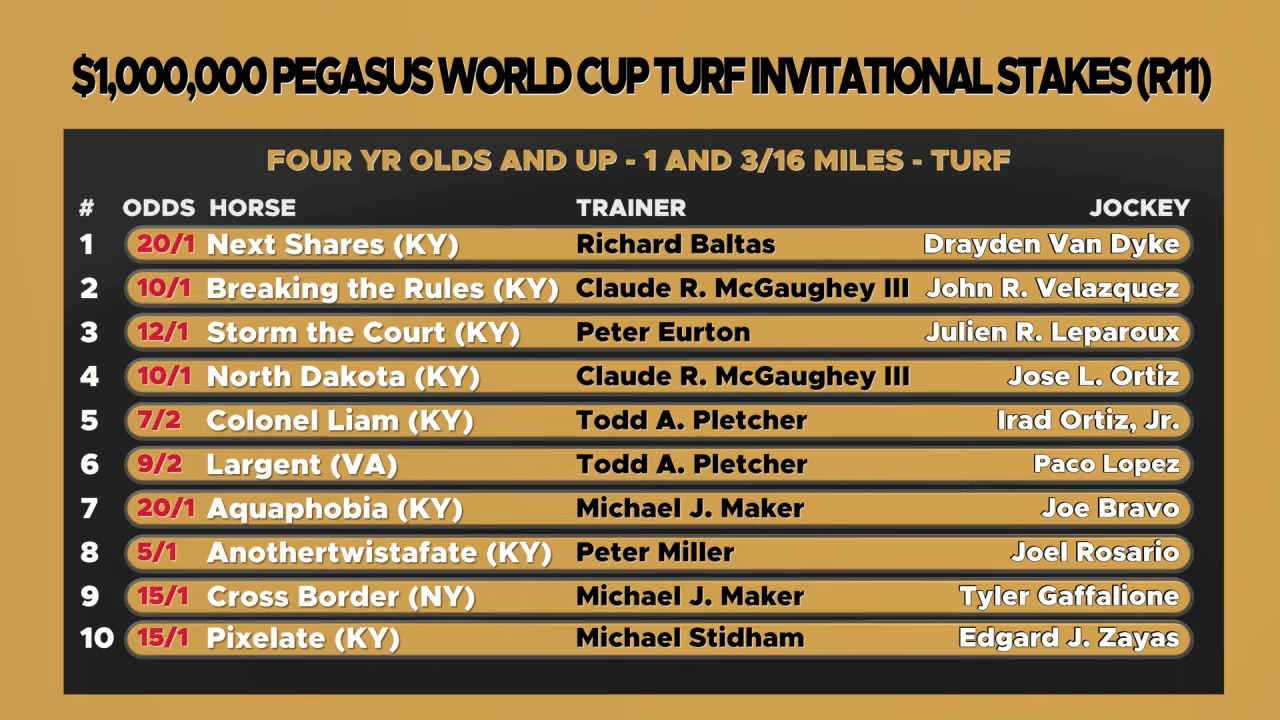 $1,000,000 PEGASUS WORLD CUP TURF INVITATIONAL STAKES (R11)
FOUR YR OLDS AND UP - 1 AND 3/16 MILES - TURF
# ODDS HORSE TRAINER JOCKEY
1 20/1 Next Shares (KY) Richard Baltas Drayden Van Dyke
2 10/1 Breaking the Rules (KY) Claude R. McGaughey III John R. Velazquez
3 12/1 Storm the Court (KY) Peter Eurton Julien R. Leparoux
4 10/1 North Dakota (KY) Claude R. McGaughey III Jose L. Ortiz
5 7/2 Colonel Liam (KY) Todd A. Pletcher Irad Ortiz, Jr.
6 9/2 Largent (VA) Todd A. Pletcher Paco Lopez
7 20/1 Aquaphobia (KY) Michael J. Maker Joe Bravo
8 5/1 Anothertwistafate (KY) Peter Miller Joel Rosario
9 15/1 Cross Border (NY) Michael J. Maker Tyler Gaffalione
10 15/1 Pixelate (KY) Michael Stidham Edgard J. Zayas